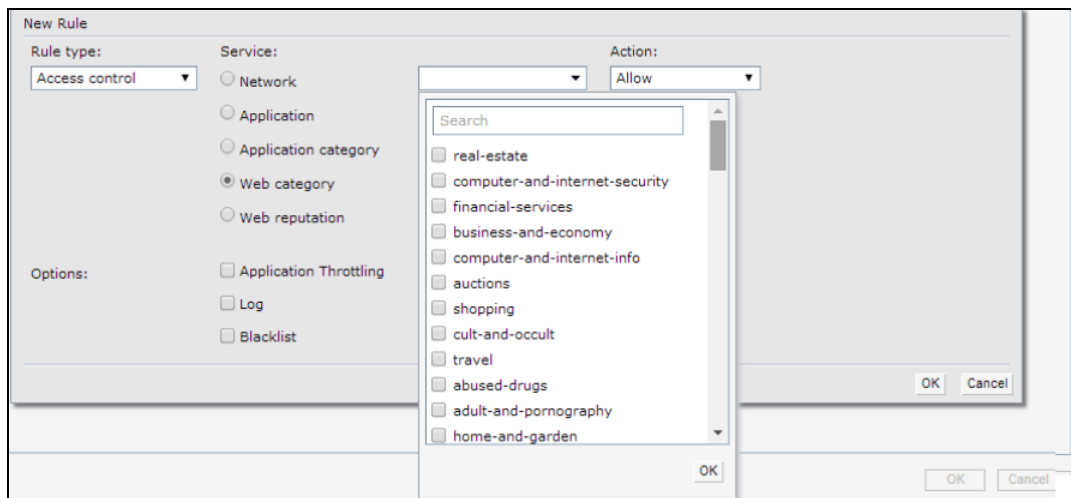 New Rule
Rule type:
Service:
Action:
Access control
Network
Allow
Application
Search
Application category
real-estate
Web category
computer-and-internet-security
Web reputation
financial-services
business-and-economy
computer-and-internet-info
Options:
Application Throttling
auctions
Log
shopping
Blacklist
cult-and-occult
travel
abused-drugs
OK
Cancel
adult-and-pornography
home-and-garden
OK
OK
Cancel